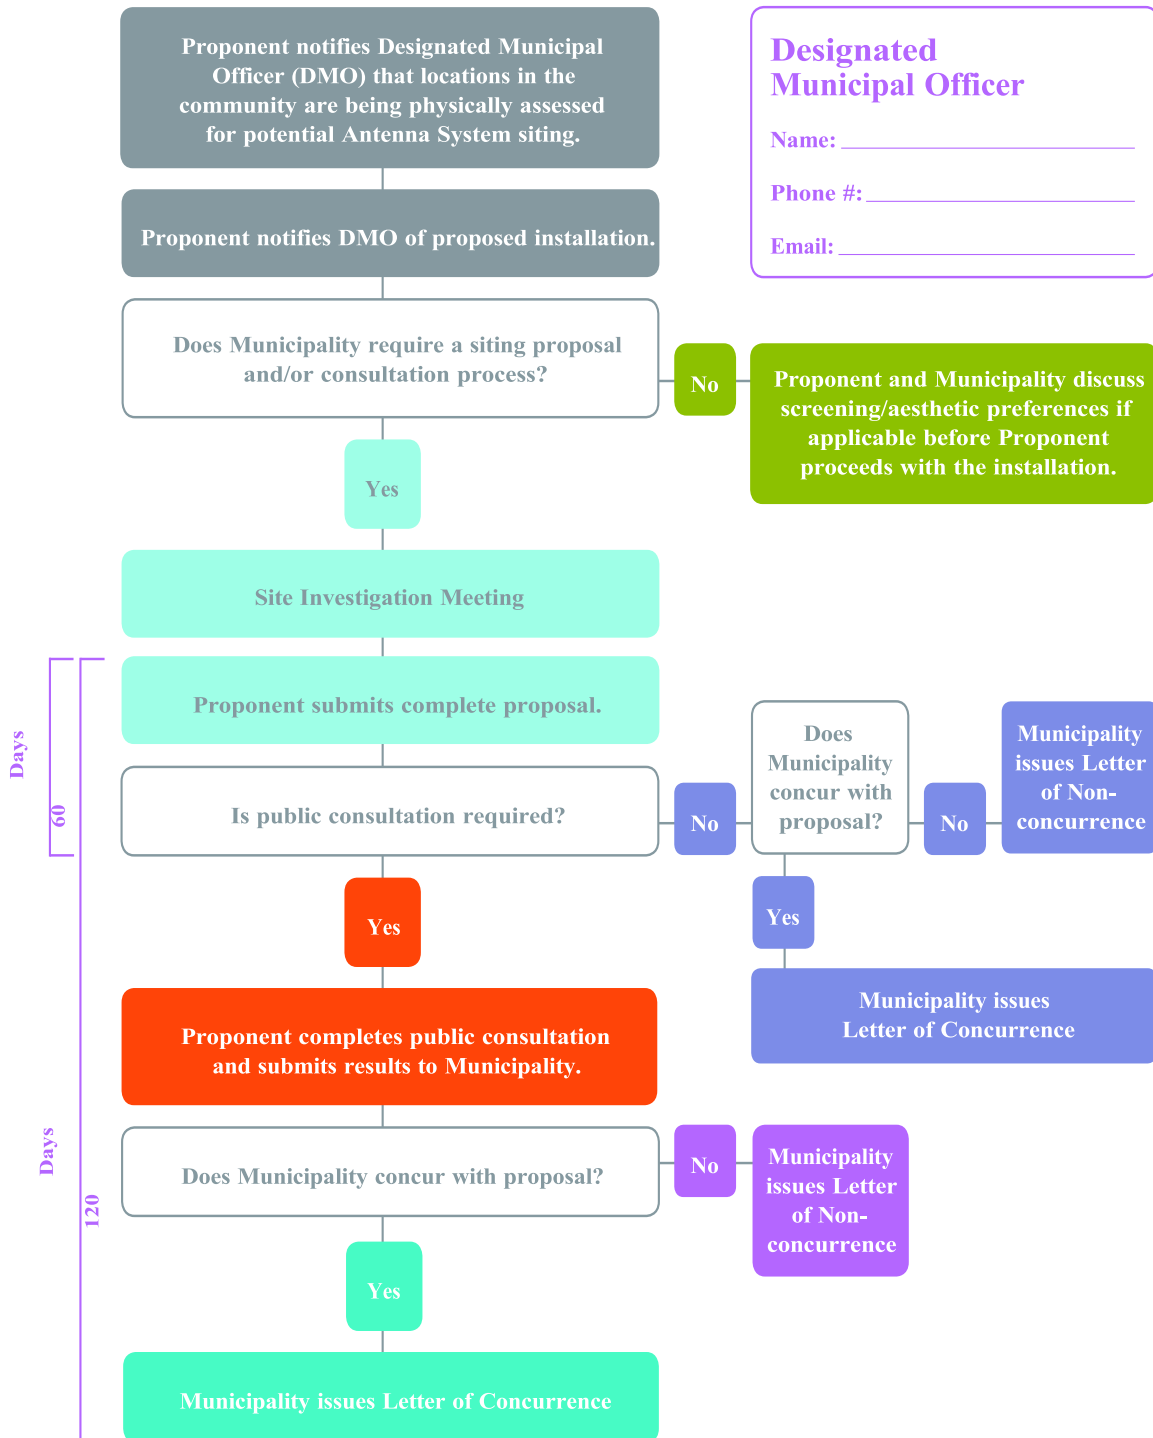 Proponent notifies Designated Municipal
Officer (DMO) that locations in the
community are being physically assessed
for potential Antenna System siting.
Designated
Municipal Officer
Name:
Phone #:
Email:
Proponent notifies DMO of proposed installation.
Does Municipality require a siting proposal
and/or consultation process?
No
Proponent and Municipality discuss
screening/aesthetic preferences if
applicable before Proponent
proceeds with the installation.
Yes
Site Investigation Meeting
Proponent submits complete proposal.
Days
60
Is public consultation required?
No
Does
Municipality
concur with
proposal?
No
Municipality
issues Letter
of Non-
concurrence
Yes
Municipality issues
Letter of Concurrence
Yes
Proponent completes public consultation
and submits results to Municipality.
Days
120
Does Municipality concur with proposal?
No
Municipality
issues Letter
of Non-
concurrence
Yes
Municipality issues Letter of Concurrence